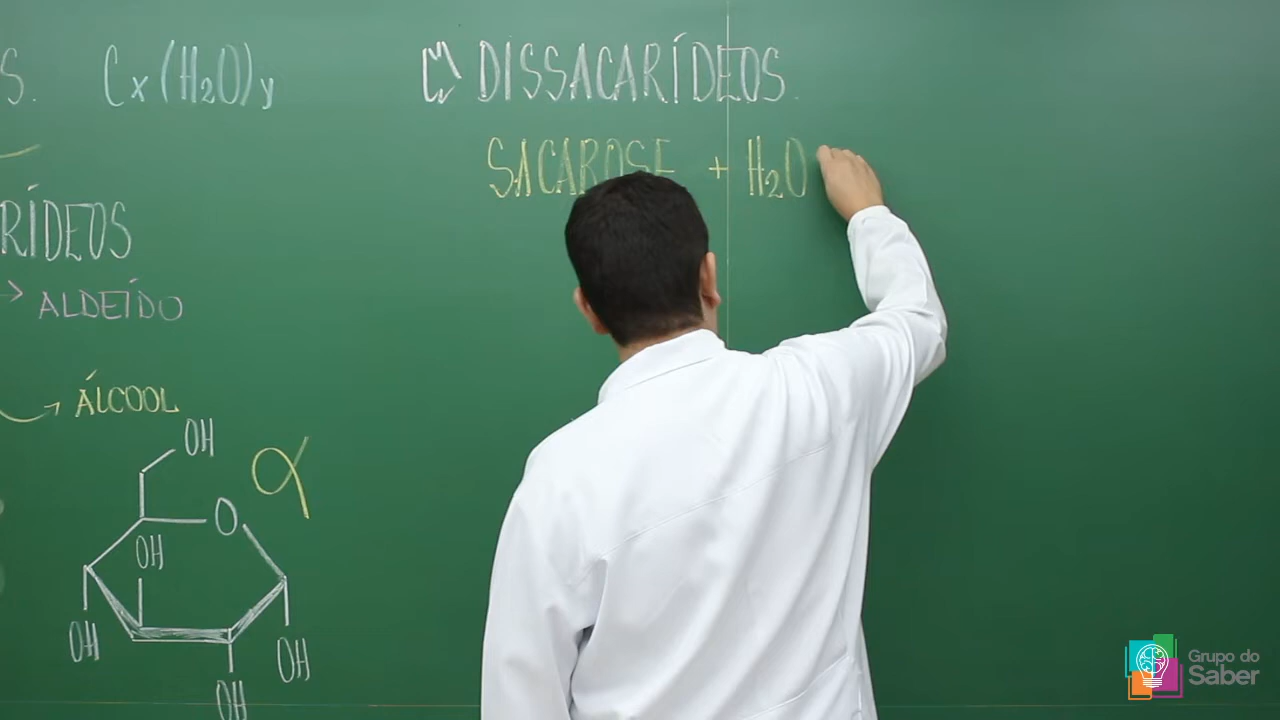 S. Cx (H2O)y
RÍDEOS
→ ALDEÍDO
ÁLCOOL
OH
α
O
OH
OH
OH
OH
C) DISSACARÍDEOS.
SACAROSE + H2O
Grupo do
Saber